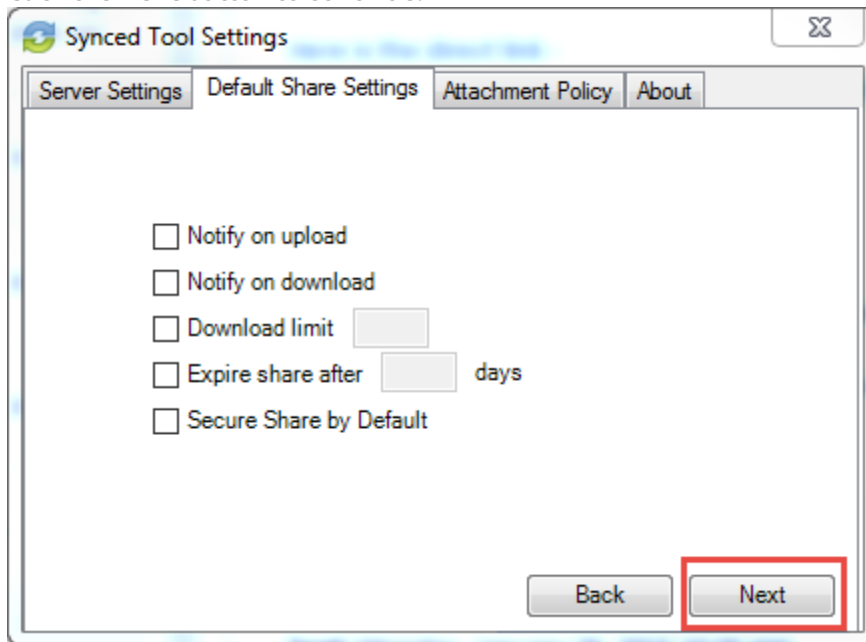 Synced Tool Settings
Server Settings
Default Share Settings
Attachment Policy
About
Notify on upload
Notify on download
Download limit
Expire share after days
Secure Share by Default
Back
Next